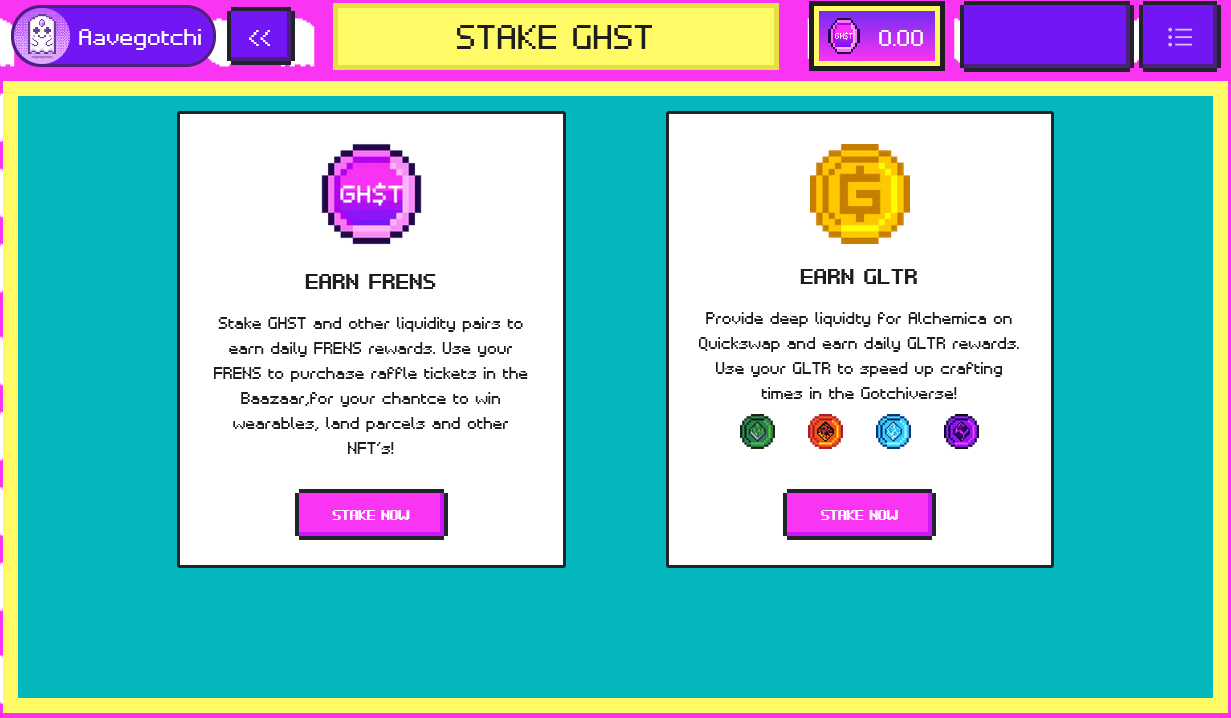 Aavegotchi
<<
STAKE GHST
GH$T
0.00
GH$T
EARN FRENS
Stake GHST and other liquidity pairs to
earn daily FRENS rewards. Use your
FRENS to purchase raffle tickets in the
Baazaar,for your chantce to win
wearables, land parcels and other
NFT's!
STAKE NOW
G
EARN GLTR
Provide deep liquidty for Alchemica on
Quickswap and earn daily GLTR rewards.
Use your GLTR to speed up crafting
times in the Gotchiverse!
STAKE NOW